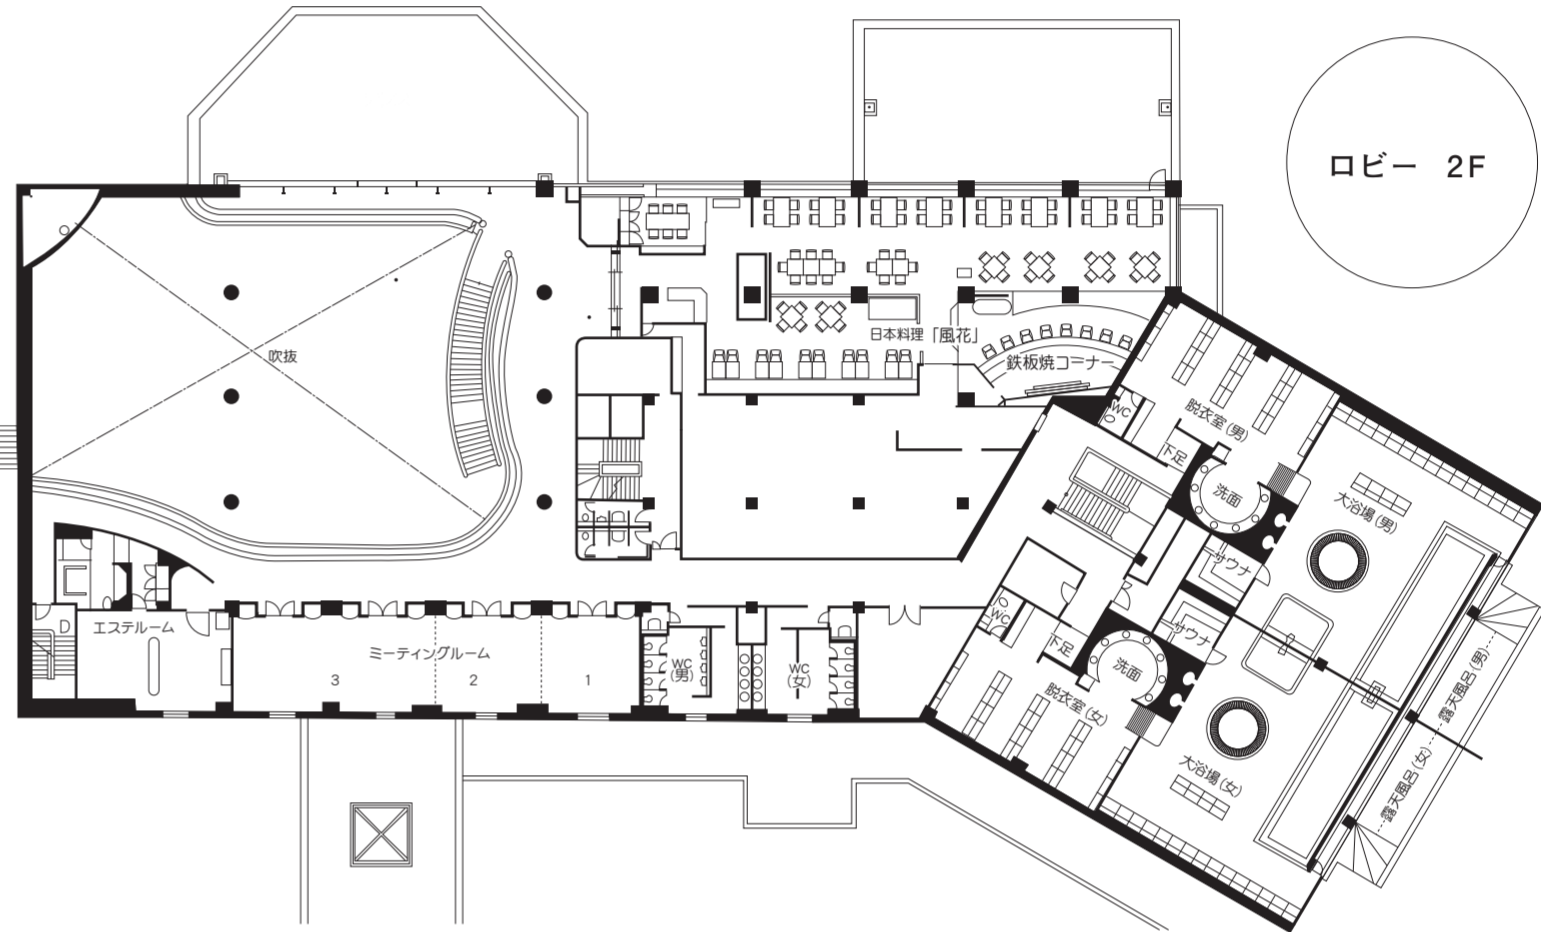 ロビー 2F
吹抜
日本料理「風花」
鉄板焼コーナー
脱衣室(男)
WC
下足
洗面
大浴場(男)
サウナ
サウナ
WC
下足
洗面
脱衣室(女)
大浴場(女)
露天風呂(男)
露天風呂(女)
D
エステルーム
ミーティングルーム
3
2
1
WC
(男)
WC
(女)